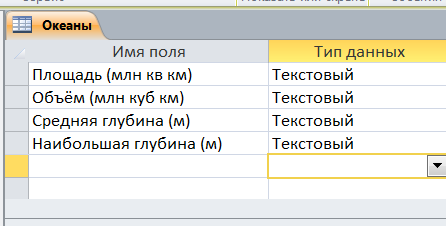 Океаны
Имя поля Тип данных
Площадь (млн кв км) Текстовый
Объём (млн куб км) Текстовый
Средняя глубина (м) Текстовый
Наибольшая глубина (м) Текстовый